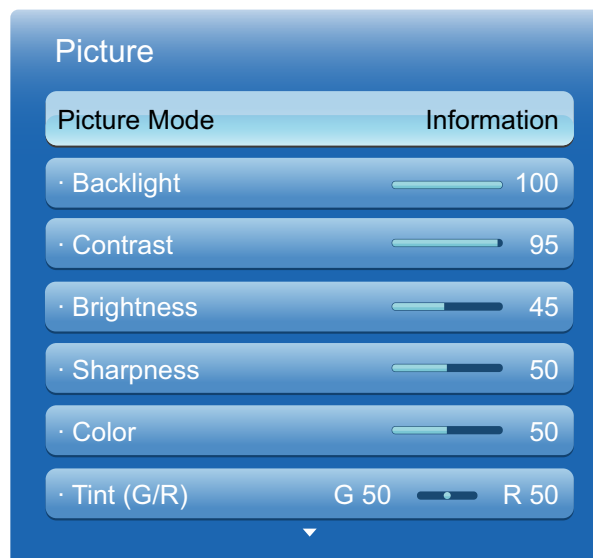 Picture
Picture Mode Information
· Backlight 100
· Contrast 95
· Brightness 45
· Sharpness 50
· Color 50
· Tint (G/R) G 50 R 50